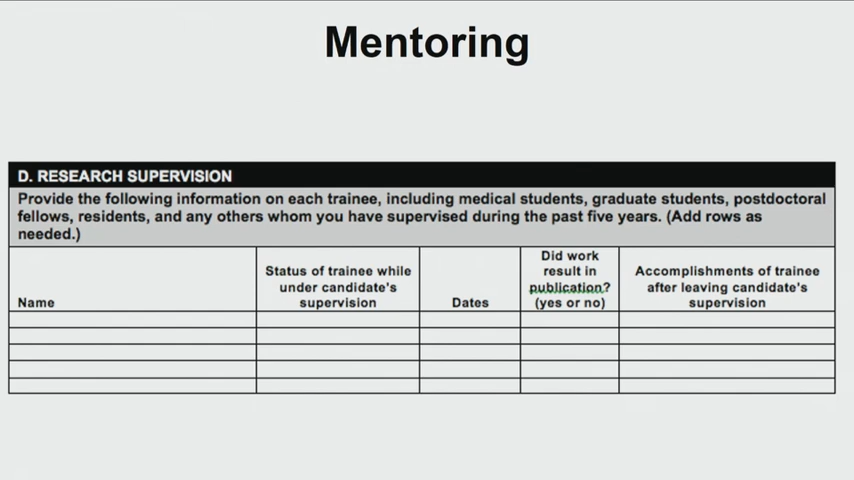 Mentoring
D. RESEARCH SUPERVISION
Provide the following information on each trainee, including medical students, graduate students, postdoctoral
fellows, residents, and any others whom you have supervised during the past five years. (Add rows as
needed.)
Name
Status of trainee while
under candidate's
supervision
Dates
Did work
result in
publication?
(yes or no)
Accomplishments of trainee
after leaving candidate's
supervision